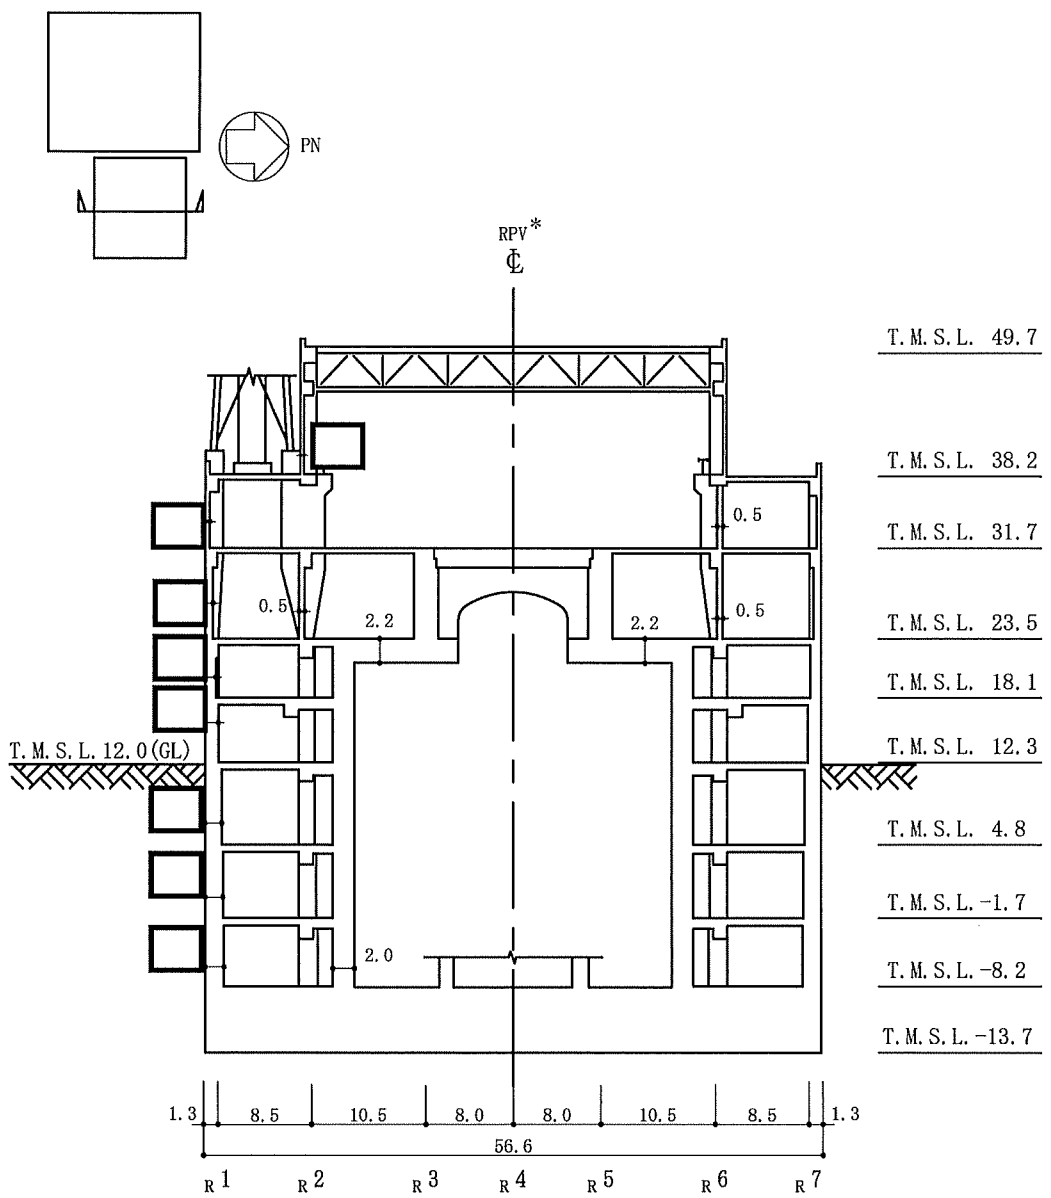 PN
RPV*
℄
T.M.S.L. 49.7
T.M.S.L. 38.2
0.5
T.M.S.L. 31.7
0.5
0.5
2.2
2.2
T.M.S.L. 23.5
T.M.S.L. 18.1
T.M.S.L. 12.0(GL)
T.M.S.L. 12.3
T.M.S.L. 4.8
T.M.S.L. -1.7
2.0
T.M.S.L. -8.2
T.M.S.L. -13.7
1.3 8.5 10.5 8.0 8.0 10.5 8.5 1.3
56.6
R1 R2 R3 R4 R5 R6 R7